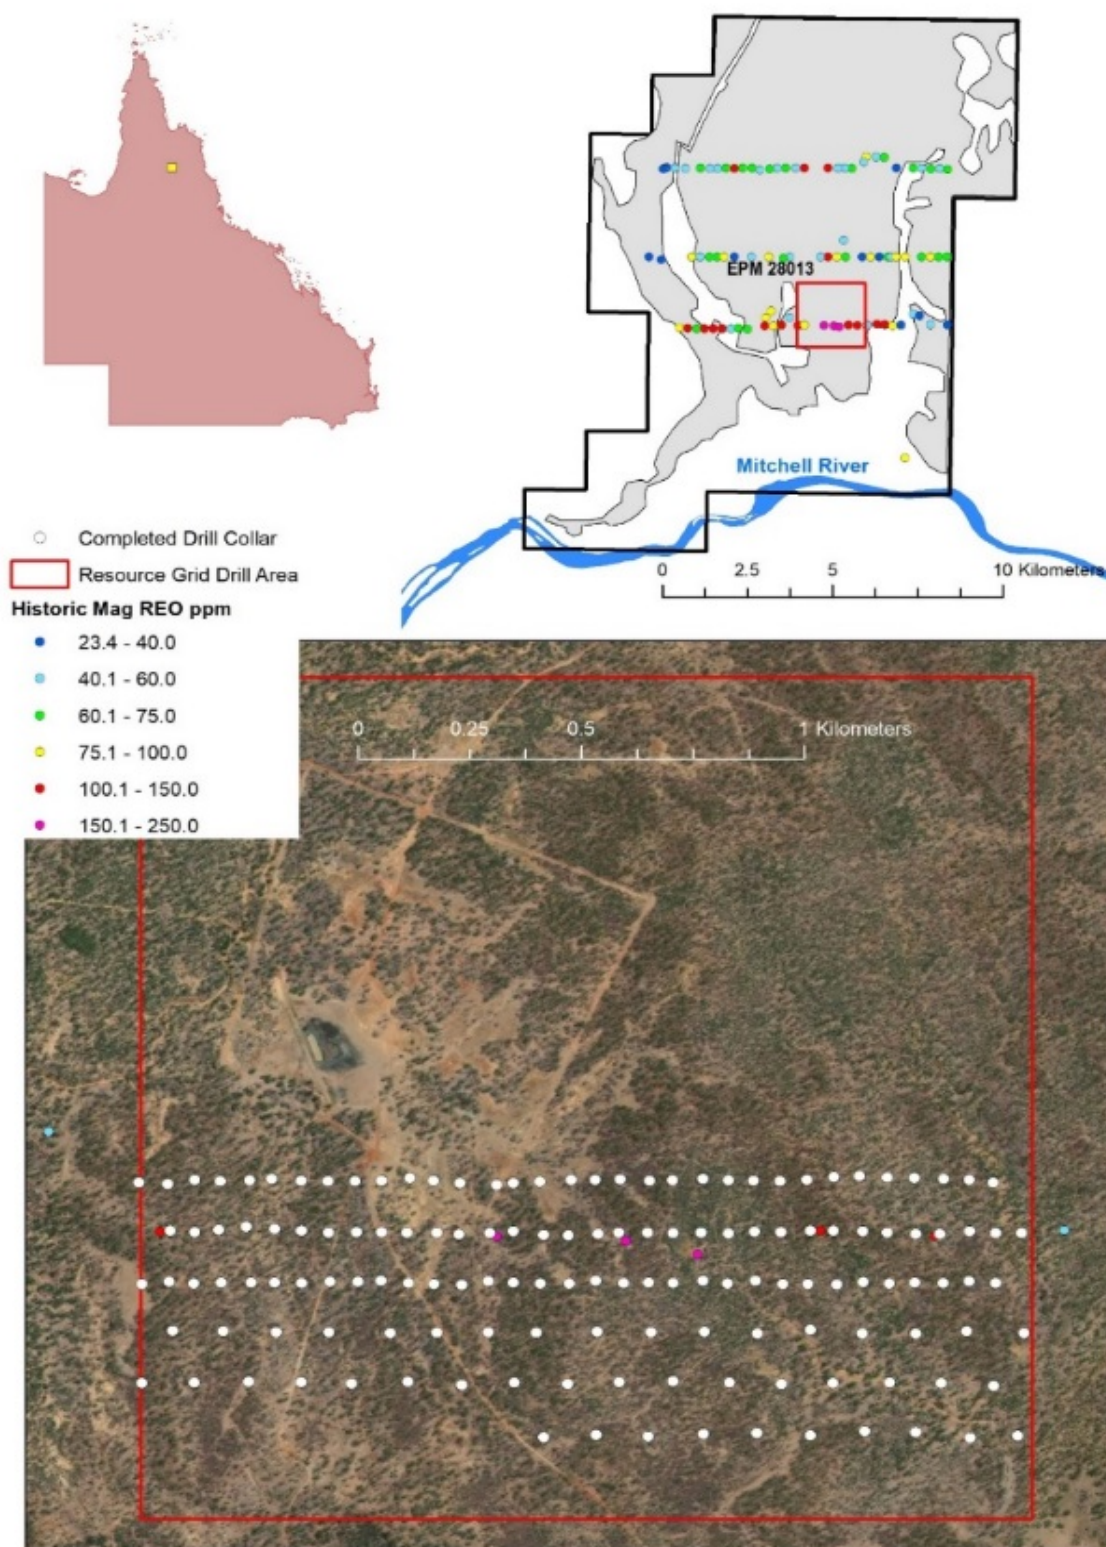 EPM 28013
Mitchell River
0 2.5 5 10 Kilometers
Completed Drill Collar
Resource Grid Drill Area
Historic Mag REO ppm
23.4 - 40.0
40.1 - 60.0
60.1 - 75.0
75.1 - 100.0
100.1 - 150.0
150.1 - 250.0
0 0.25 0.5 1 Kilometers